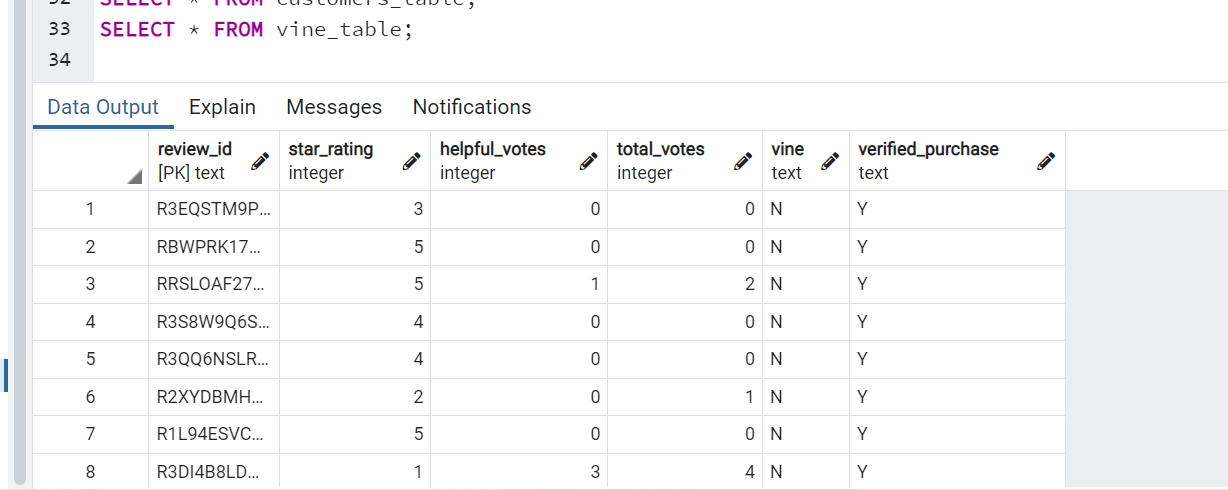 32 SELECT * FROM customers_table;
33 SELECT * FROM vine_table;
34
Data Output Explain Messages Notifications
review_id star_rating helpful_votes total_votes vine verified_purchase
[PK] text integer integer integer text text
1 R3EQSTM9P... 3 0 0 N Y
2 RBWPRK17... 5 0 0 N Y
3 RRSLOAF27... 5 1 2 N Y
4 R3S8W9Q6S... 4 0 0 N Y
5 R3QQ6NSLR... 4 0 0 N Y
6 R2XYDBMH... 2 0 1 N Y
7 R1L94ESVC... 5 0 0 N Y
8 R3DI4B8LD... 1 3 4 N Y